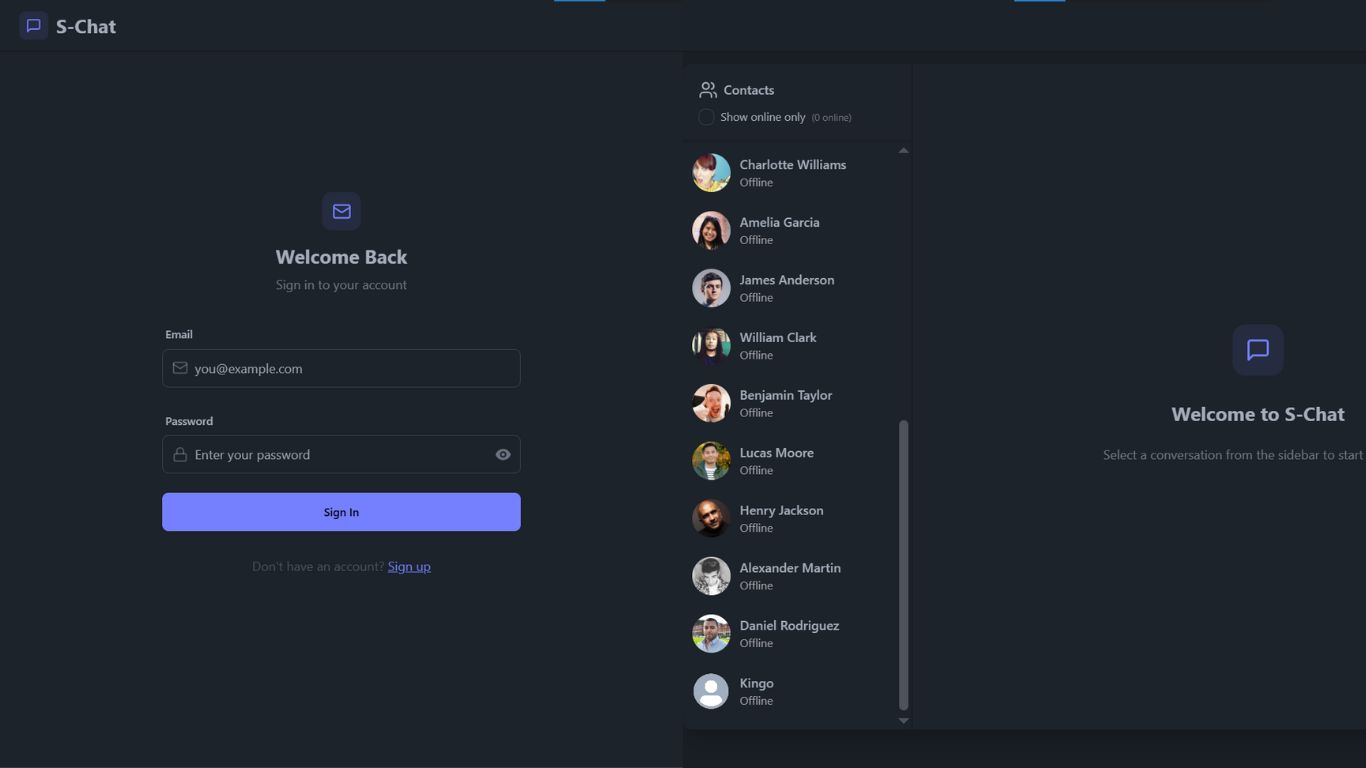 S-Chat
Welcome Back
Sign in to your account
Email
you@example.com
Password
Enter your password
Sign In
Don't have an account? Sign up
Contacts
Show online only (0 online)
Charlotte Williams
Offline
Amelia Garcia
Offline
James Anderson
Offline
William Clark
Offline
Benjamin Taylor
Offline
Lucas Moore
Offline
Henry Jackson
Offline
Alexander Martin
Offline
Daniel Rodriguez
Offline
Kingo
Offline
Welcome to S-Chat
Select a conversation from the sidebar to start